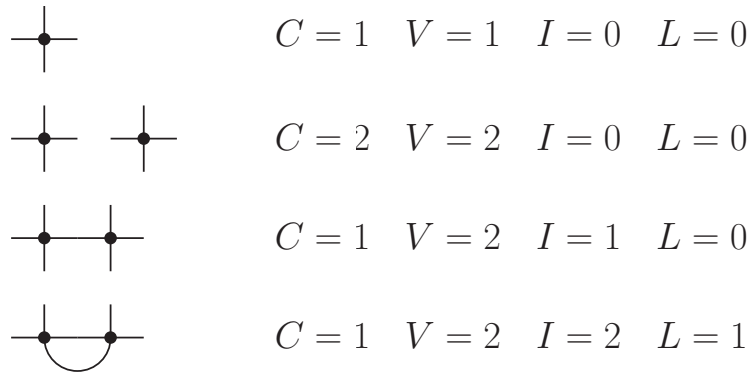 C = 1 V = 1 I = 0 L = 0
C = 2 V = 2 I = 0 L = 0
C = 1 V = 2 I = 1 L = 0
C = 1 V = 2 I = 2 L = 1